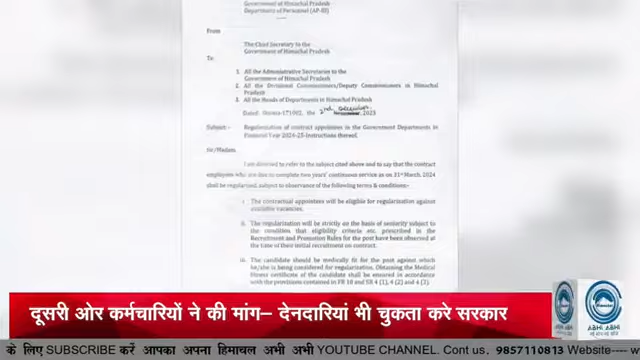 Government of Himachal Pradesh
Department of Personnel (AP-III)
From
The Chief Secretary to the
Government of Himachal Pradesh
To
1. All the Administrative Secretaries to the
Government of Himachal Pradesh
2. All the Divisional Commissioners/Deputy Commissioners in Himachal
Pradesh
3. All the Heads of Departments in Himachal Pradesh
Dated: Shimla-171002, the 2nd December, 2023
Subject:- Regularization of contract appointees in the Government Departments in
Financial Year 2024-25-Instructions thereof.
Sir/Madam,
I am directed to refer to the subject cited above and to say that the contract
employees who are due to complete two years' continuous service as on 31st March, 2024
shall be regularized, subject to observance of the following terms & conditions:-
i. The contractual appointees will be eligible for regularization against
available vacancies.
ii. The regularization will be strictly on the basis of seniority subject to
the condition that eligibility criteria etc. prescribed in the
Recruitment and Promotion Rules for the post have been observed at
the time of their initial recruitment on contract.
iii. The candidate should be medically fit for the post against which
he/she is being considered for regularization. Obtaining the Medical
Fitness certificate of the candidate shall be ensured in accordance
with the provisions contained in FR 10 and SR 4 (1), 4 (2) and 4 (3)
दूसरी ओर कर्मचारियों ने की मांग– देनदारियां भी चुकता करे सरकार
ABHI ABHI
के लिए SUBSCRIBE करें आपका अपना हिमाचल अभी अभी YOUTUBE CHANNEL. Cont us 9857110813 Website----